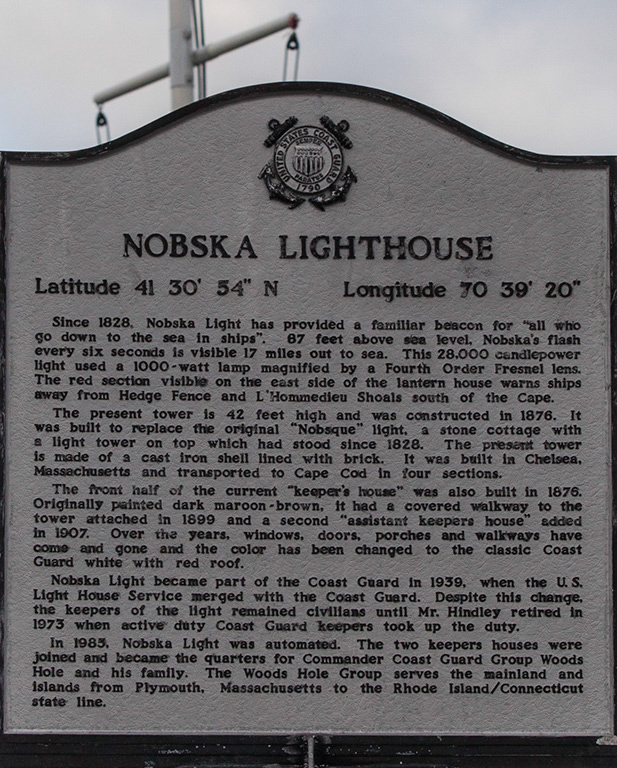 UNITED STATES COAST GUARD
SEMPER
PARATUS
1790
NOBSKA LIGHTHOUSE
Latitude 41 30' 54" N Longitude 70 39' 20"
Since 1828, Nobska Light has provided a familiar beacon for "all who
go down to the sea in ships". 87 feet above sea level, Nobska's flash
every six seconds is visible 17 miles out to sea. This 28,000 candlepower
light used a 1000-watt lamp magnified by a Fourth Order Fresnel lens.
The red section visible on the east side of the lantern house warns ships
away from Hedge Fence and L'Hommedieu Shoals south of the Cape.
The present tower is 42 feet high and was constructed in 1876. It
was built to replace the original "Nobsque" light, a stone cottage with
a light tower on top which had stood since 1828. The present tower
is made of a cast iron shell lined with brick. It was built in Chelsea,
Massachusetts and transported to Cape Cod in four sections.
The front half of the current "keeper's house" was also built in 1876.
Originally painted dark maroon-brown, it had a covered walkway to the
tower attached in 1899 and a second "assistant keepers house" added
in 1907. Over the years, windows, doors, porches and walkways have
come and gone and the color has been changed to the classic Coast
Guard white with red roof.
Nobska Light became part of the Coast Guard in 1939, when the U.S.
Light House Service merged with the Coast Guard. Despite this change,
the keepers of the light remained civilians until Mr. Hindley retired in
1973 when active duty Coast Guard keepers took up the duty.
In 1985, Nobska Light was automated. The two keepers houses were
joined and became the quarters for Commander Coast Guard Group Woods
Hole and his family. The Woods Hole Group serves the mainland and
islands from Plymouth, Massachusetts to the Rhode Island/Connecticut
state line.